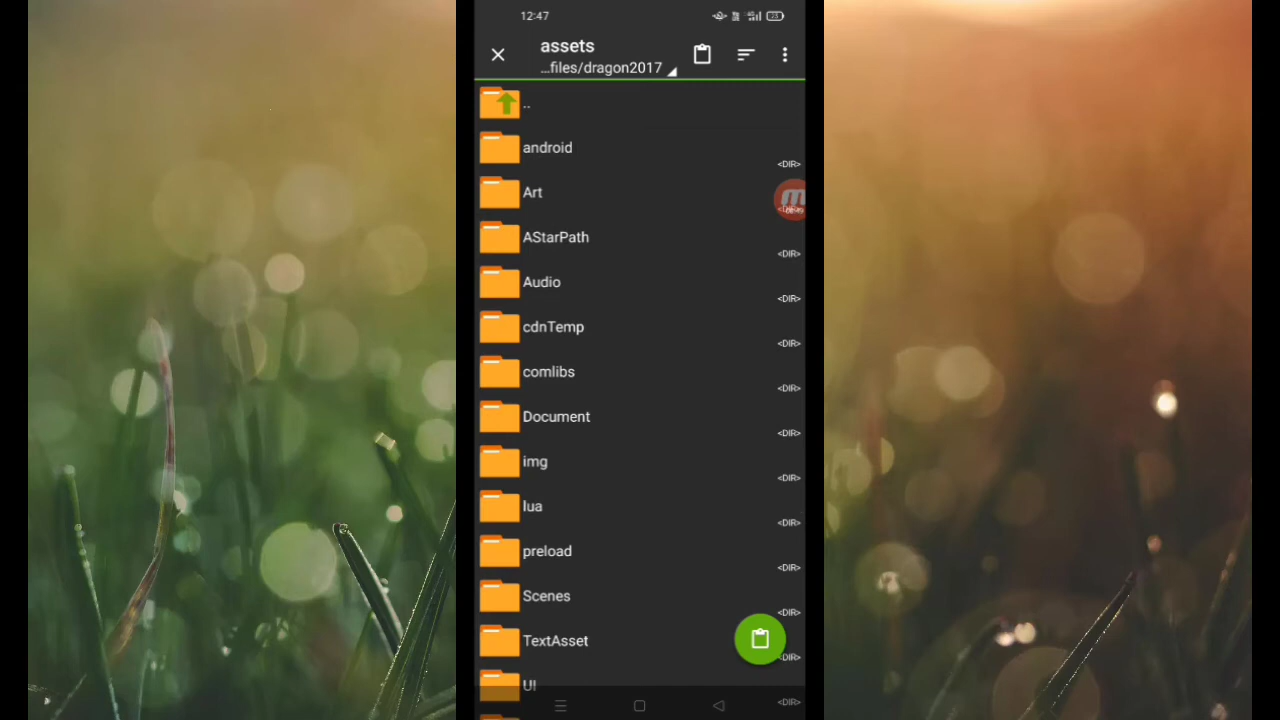 12:47
23
assets
...files/dragon2017
..
android
<DIR>
Art
AStarPath
<DIR>
Audio
<DIR>
cdnTemp
<DIR>
comlibs
<DIR>
Document
<DIR>
img
<DIR>
lua
<DIR>
preload
<DIR>
Scenes
<DIR>
TextAsset
<DIR>
UI
<DIR>